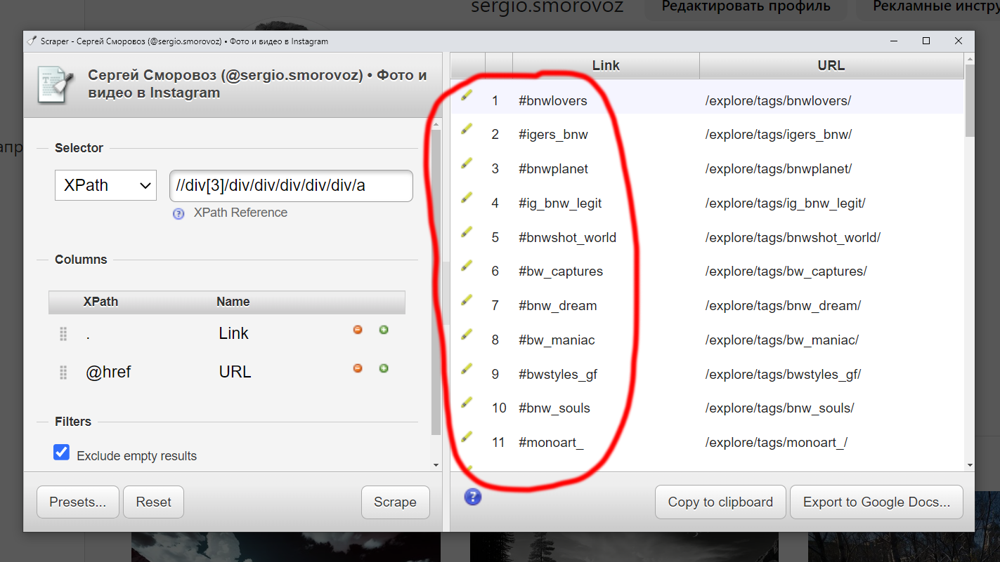 sergio.smorovoz
Редактировать профиль
Рекламные инстру
Scraper - Сергей Сморовоз (@sergio.smorovoz) • Фото и видео в Instagram
Сергей Сморовоз (@sergio.smorovoz) • Фото и
видео в Instagram
апр
Selector
XPath
//div[3]/div/div/div/div/div/a
XPath Reference
Columns
XPath Name
. Link
@href URL
Filters
Exclude empty results
Presets...
Reset
Scrape
Link URL
1 #bnwlovers /explore/tags/bnwlovers/
2 #igers_bnw /explore/tags/igers_bnw/
3 #bnwplanet /explore/tags/bnwplanet/
4 #ig_bnw_legit /explore/tags/ig_bnw_legit/
5 #bnwshot_world /explore/tags/bnwshot_world/
6 #bw_captures /explore/tags/bw_captures/
7 #bnw_dream /explore/tags/bnw_dream/
8 #bw_maniac /explore/tags/bw_maniac/
9 #bwstyles_gf /explore/tags/bwstyles_gf/
10 #bnw_souls /explore/tags/bnw_souls/
11 #monoart_ /explore/tags/monoart_/
Copy to clipboard
Export to Google Docs...